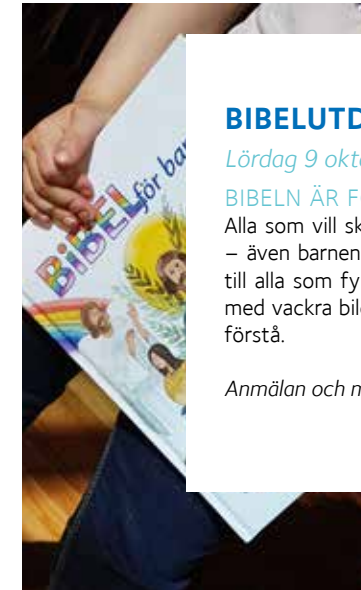 BIBEL
för bar
BIBELUTD
Lördag 9 okt
BIBELN ÄR F
Alla som vill sk
– även barnen
till alla som fy
med vackra bil
förstå.
Anmälan och m